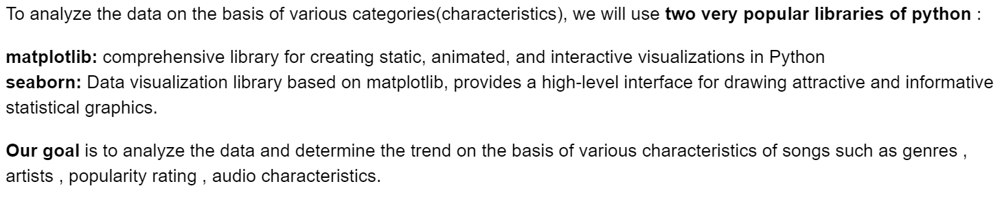 To analyze the data on the basis of various categories(characteristics), we will use two very popular libraries of python :
matplotlib: comprehensive library for creating static, animated, and interactive visualizations in Python
seaborn: Data visualization library based on matplotlib, provides a high-level interface for drawing attractive and informative
statistical graphics.
Our goal is to analyze the data and determine the trend on the basis of various characteristics of songs such as genres ,
artists , popularity rating , audio characteristics.